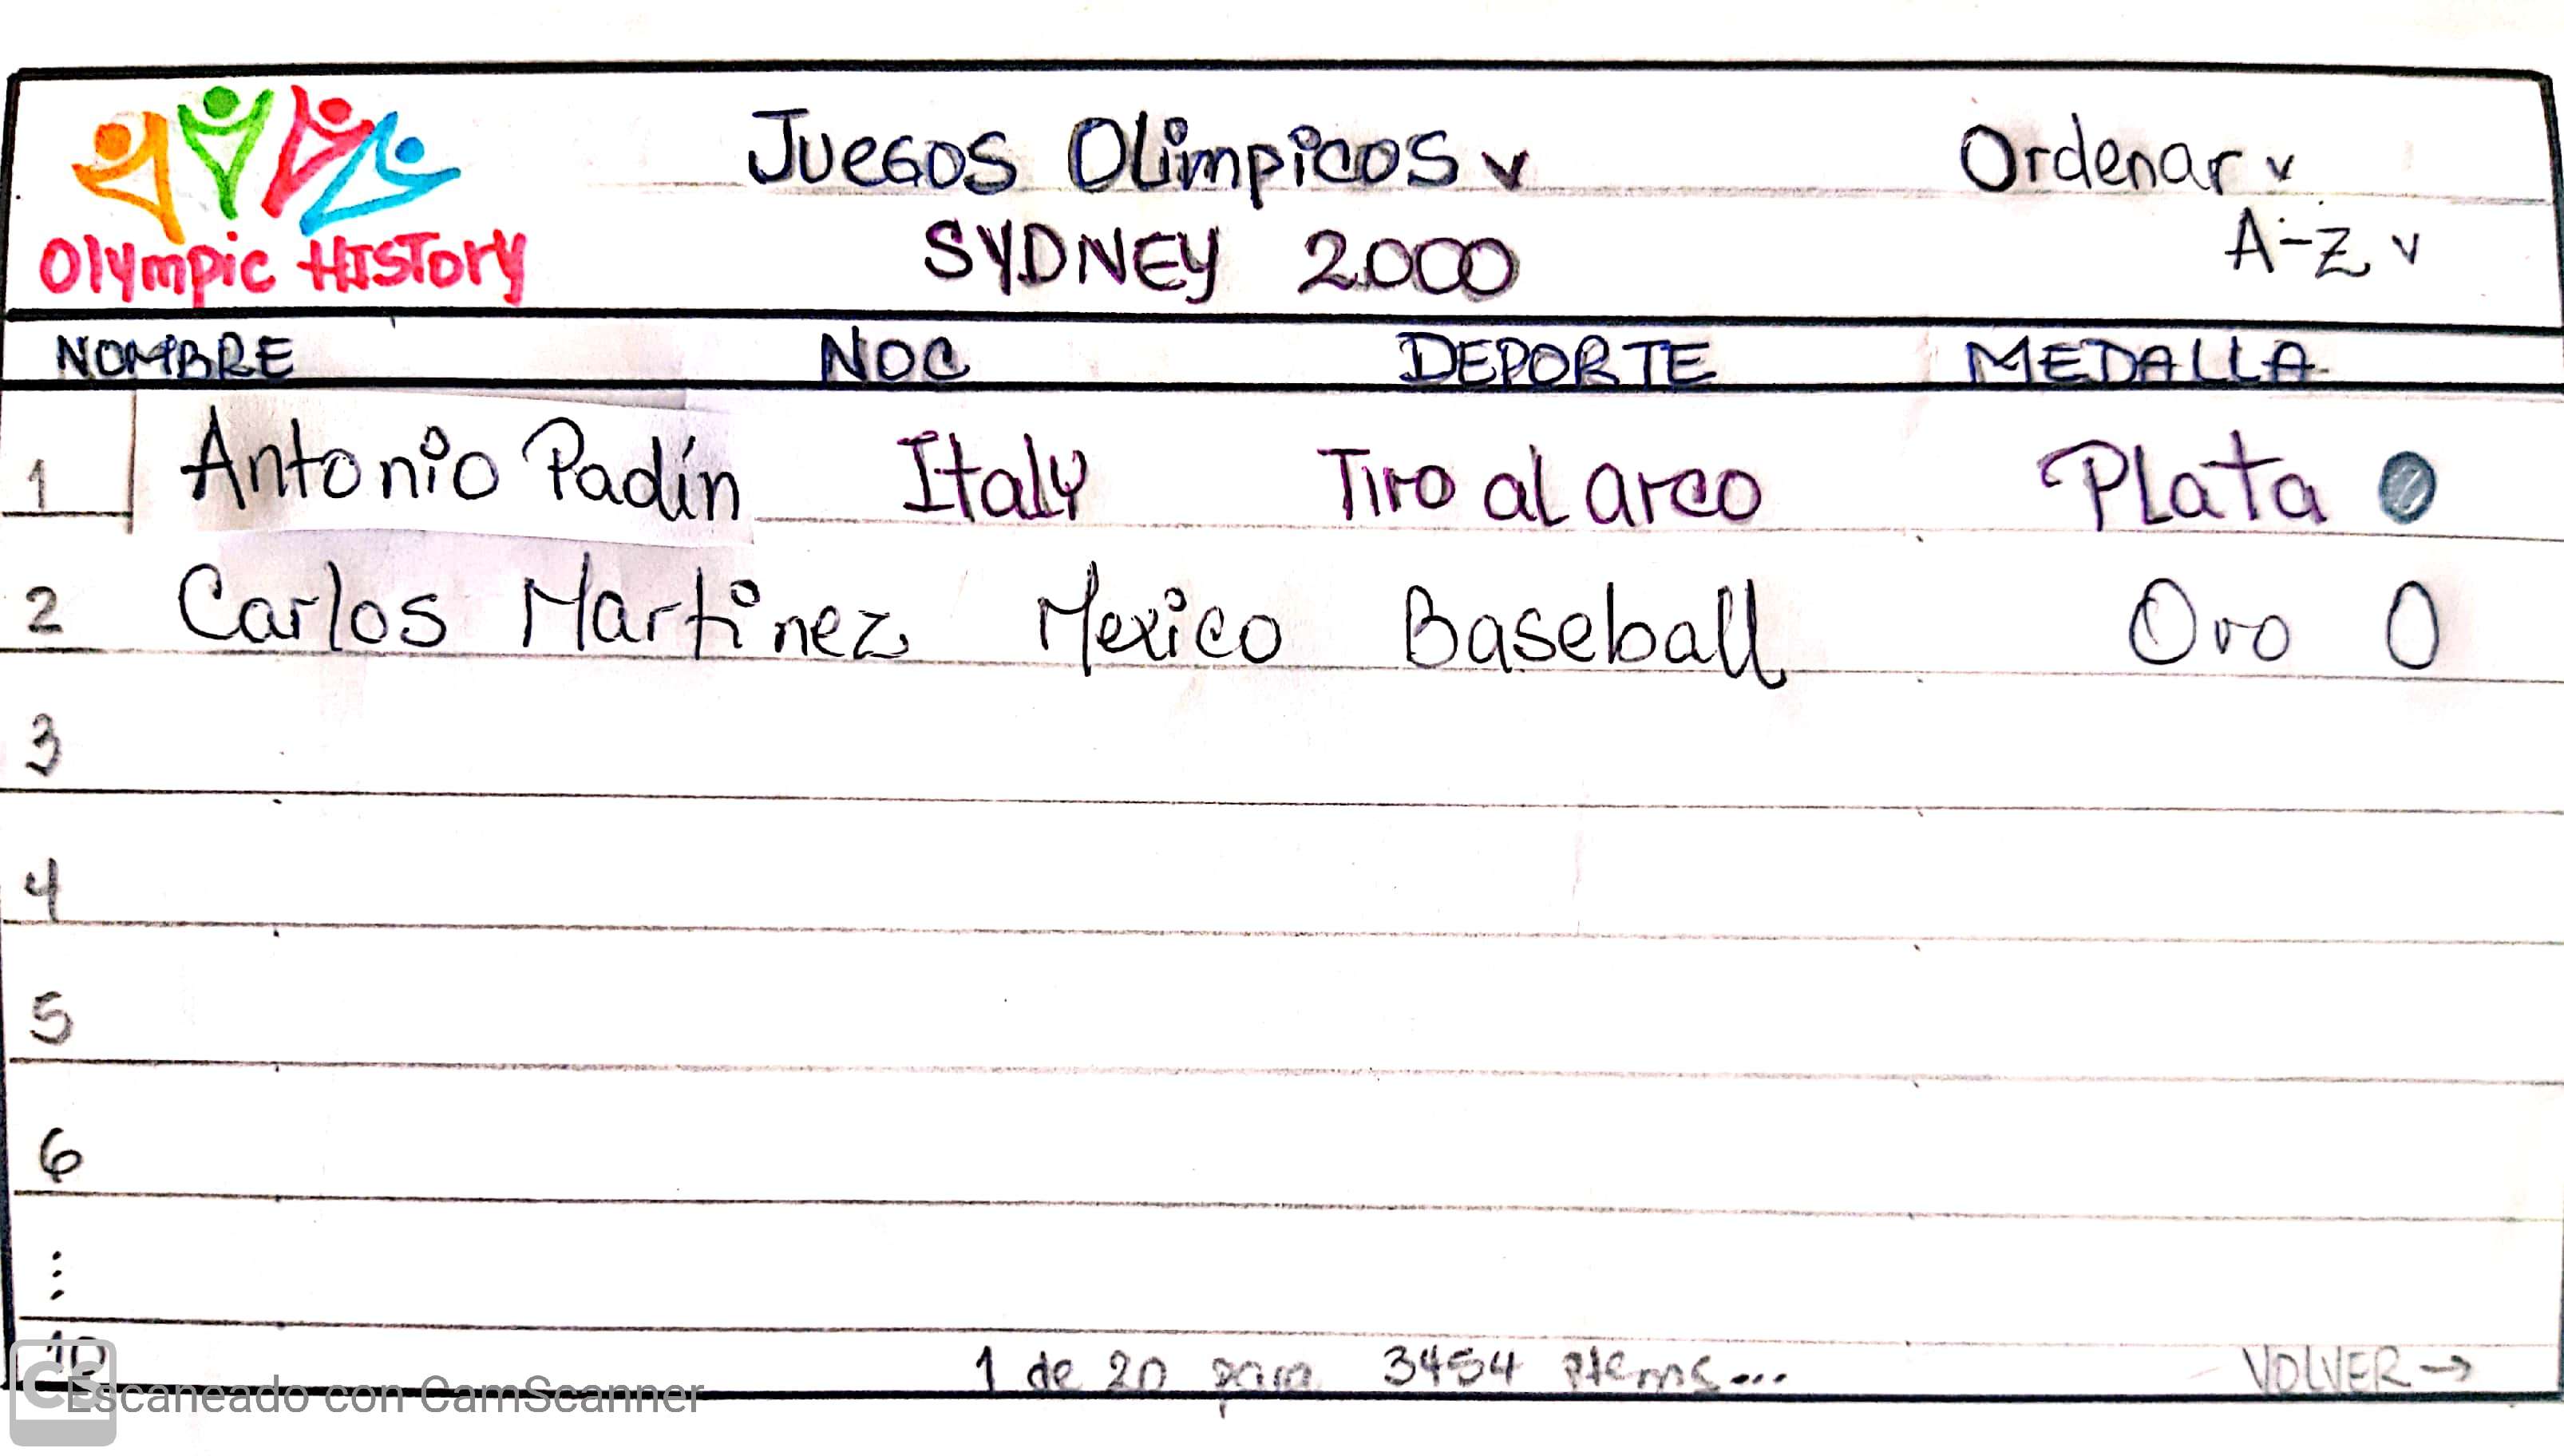 Olympic HISTory
JUEGOS OLimpicos v
SYDNEY 2000
Ordenar v
A-Z v
NOMBRE NOC DEPORTE MEDALLA
1 Antonio Padín Italy Tiro al arco Plata
2 Carlos Martinez Mexico Baseball Oro
3
4
5
6
10
1 de 20 para 3454 items...
VOLVER →
CS Escaneado con CamScanner